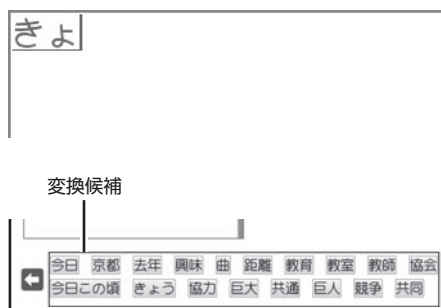 きょ
変換候補
今日 京都 去年 興味 曲 距離 教育 教室 教師 協会
今日この頃 きょう 協力 巨大 共通 巨人 競争 共同